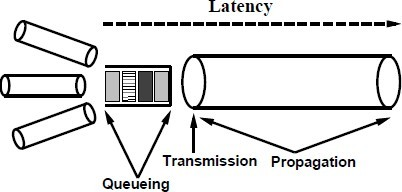 Latency
Transmission
Propagation
Queueing